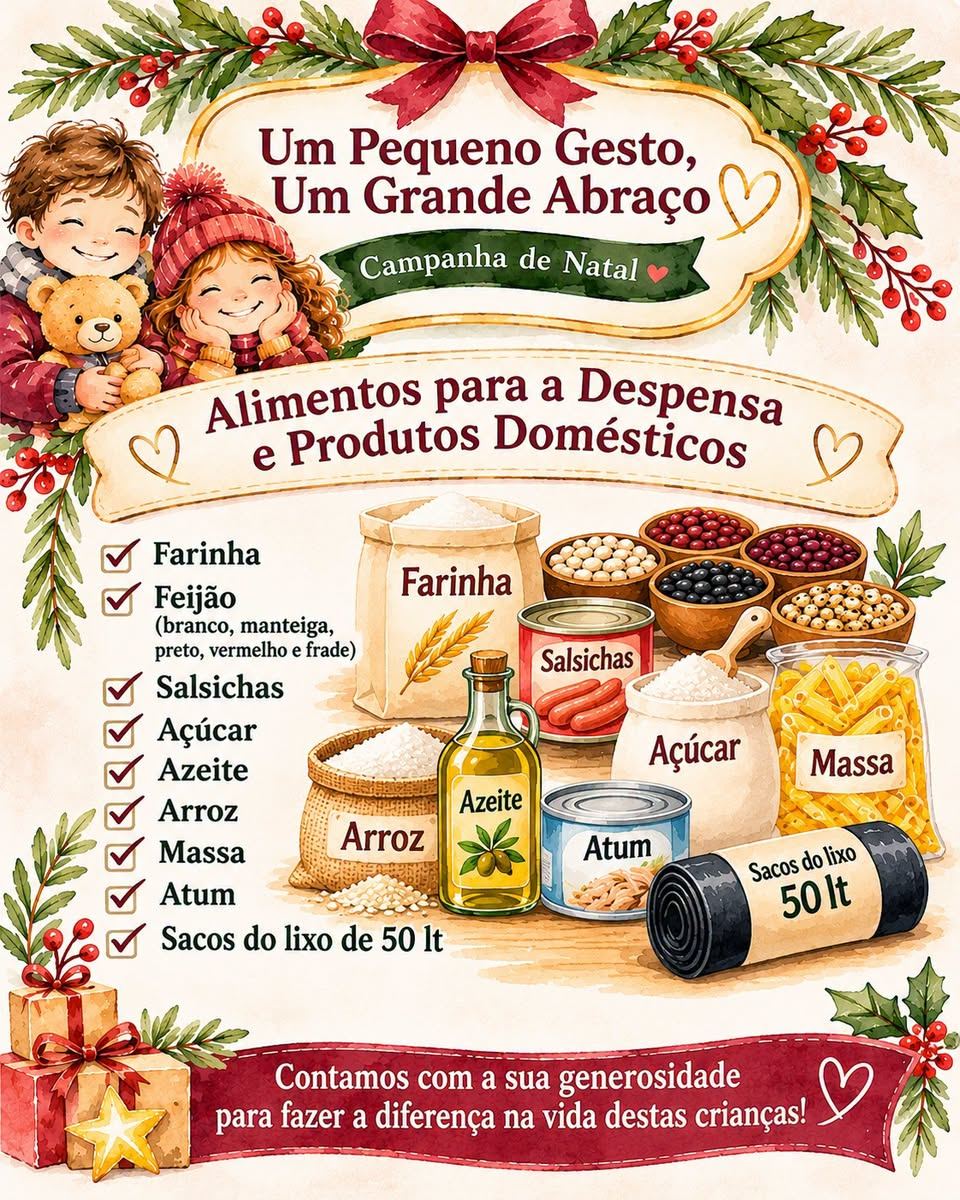 Um Pequeno Gesto,
Um Grande Abraço
Campanha de Natal
Alimentos para a Despensa
e Produtos Domésticos
Farinha
Feijão
(branco, manteiga,
preto, vermelho e frade)
Salsichas
Açúcar
Azeite
Arroz
Massa
Atum
Sacos do lixo de 50 lt
Farinha
Salsichas
Açúcar
Massa
Azeite
Arroz
Atum
Sacos do lixo
50 lt
Contamos com a sua generosidade
para fazer a diferença na vida destas crianças!